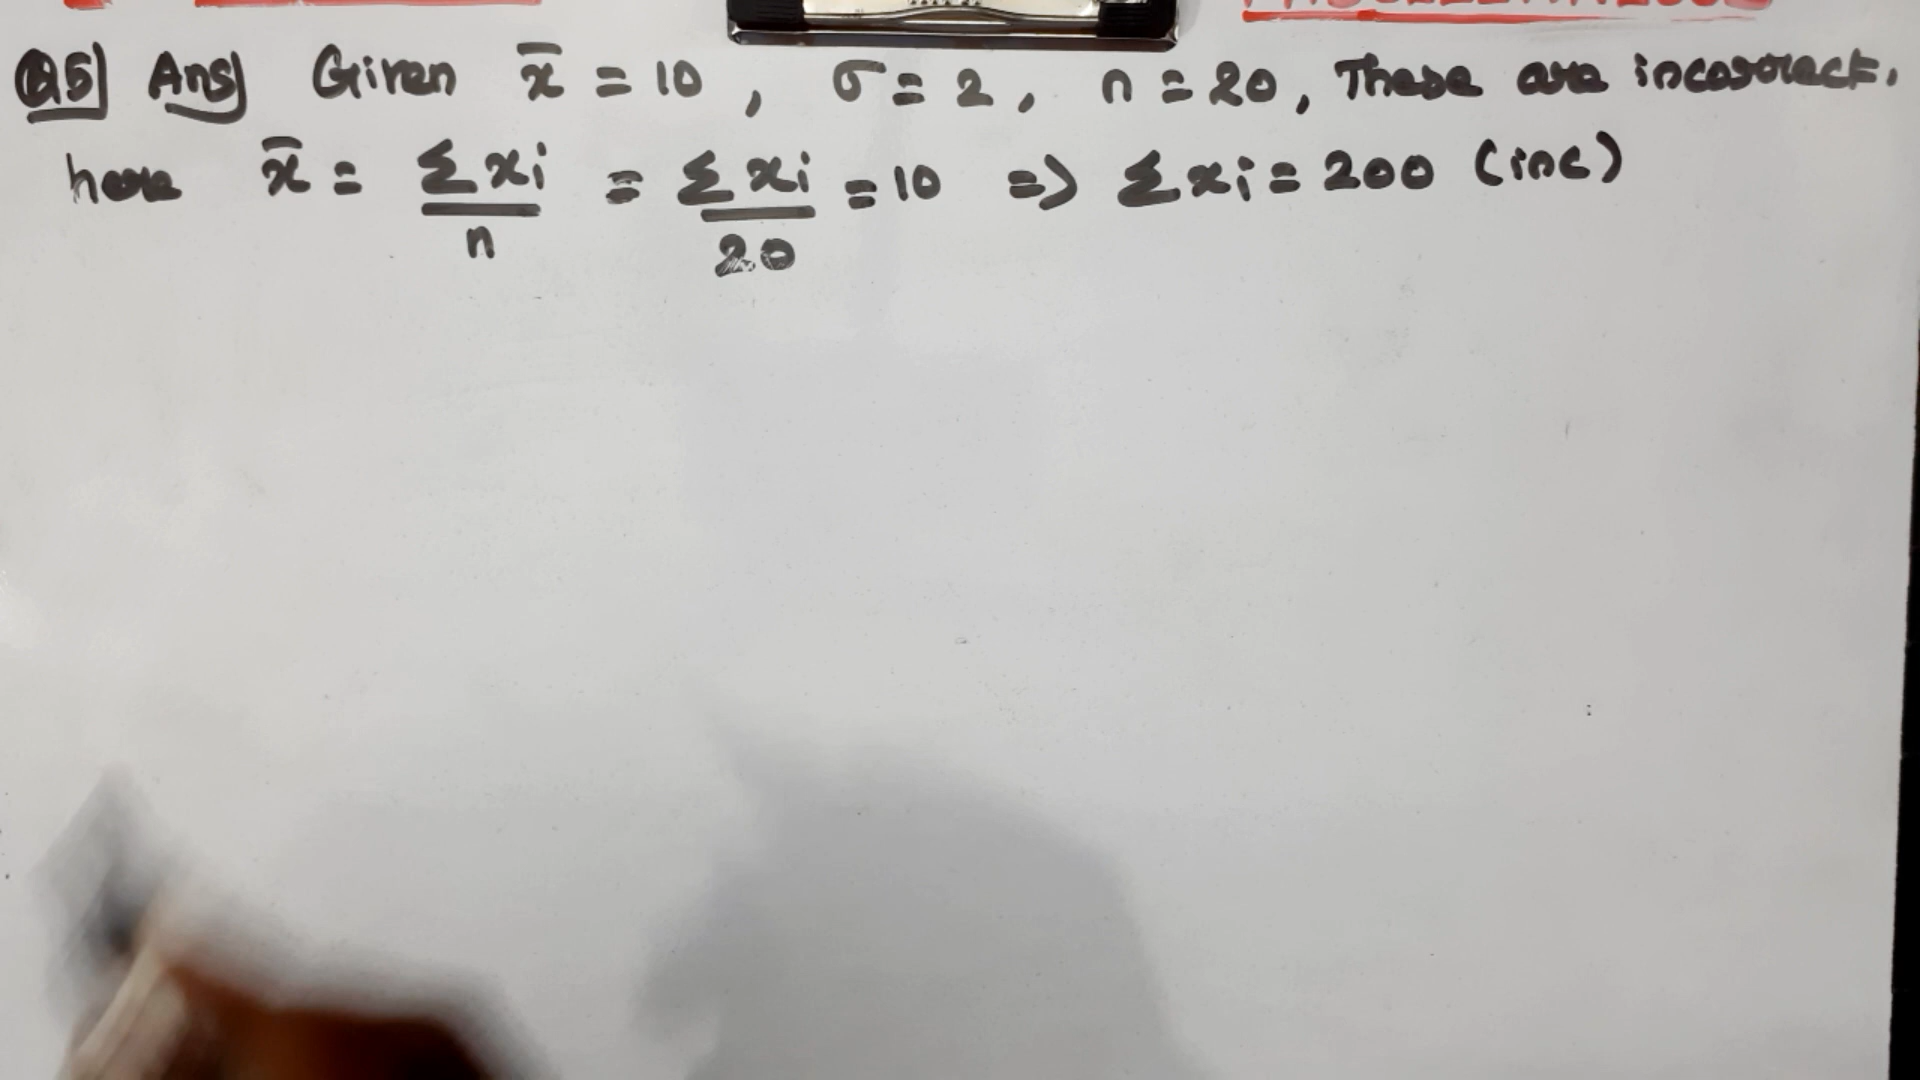 Q5) Ans) Given x̄ = 10, σ = 2, n = 20, These are incorrect.
here x̄ = Σxi/n = Σxi/20 = 10 => Σxi = 200 (inc)